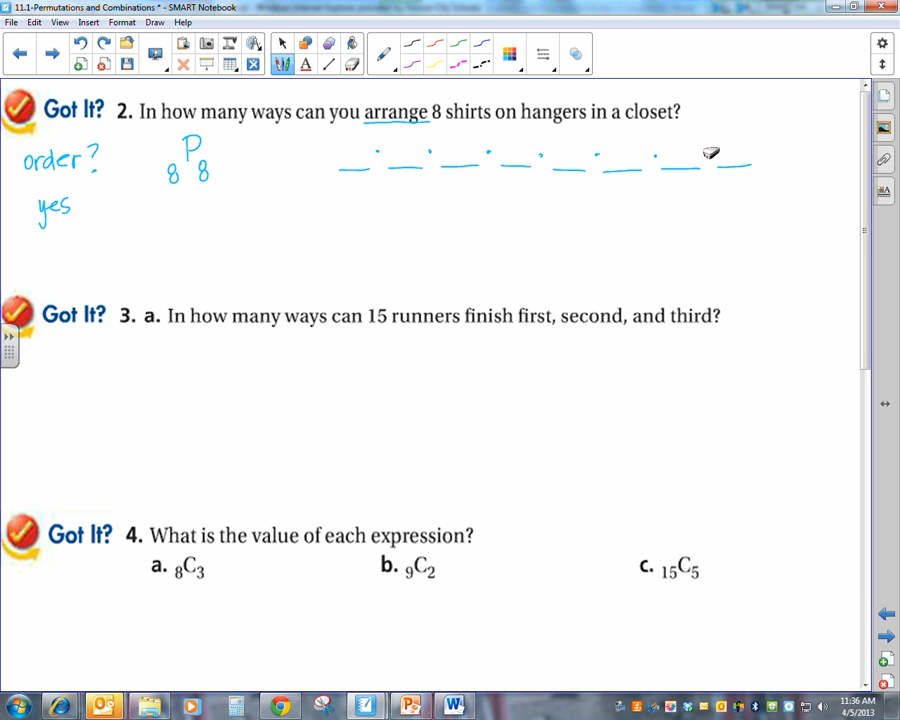 11.1-Permutations and Combinations * - SMART Notebook
File Edit View Insert Format Draw Tools Help
Got It? 2. In how many ways can you arrange 8 shirts on hangers in a closet?
order? 8 P 8
yes
Got It? 3. a. In how many ways can 15 runners finish first, second, and third?
Got It? 4. What is the value of each expression?
a. 8C3 b. 9C2 c. 15C5
11:36 AM
4/5/2013